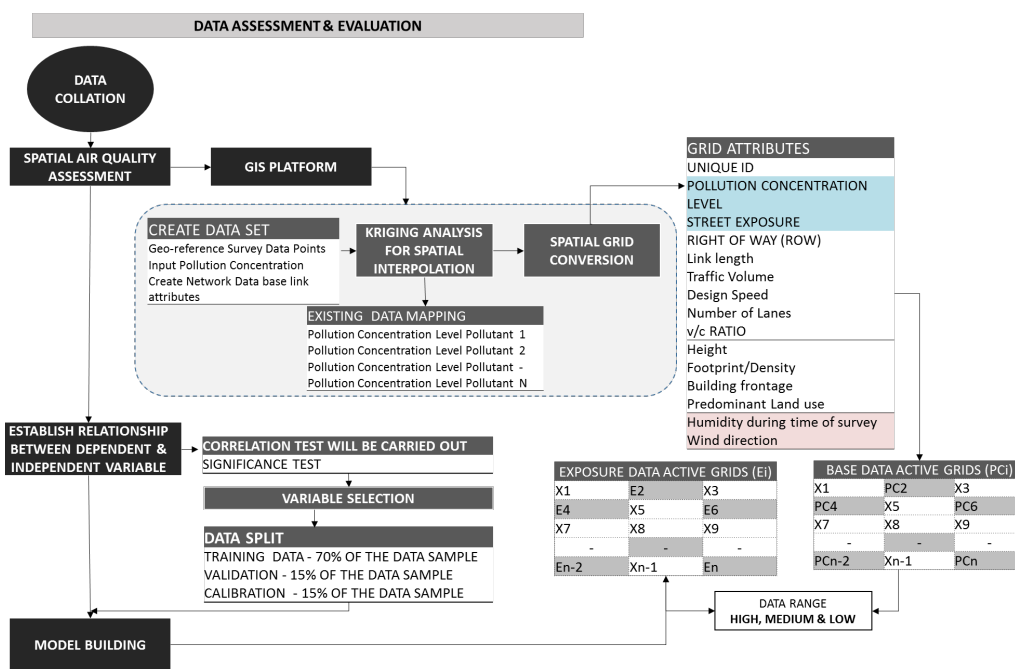 DATA ASSESSMENT & EVALUATION
DATA
COLLATION
SPATIAL AIR QUALITY
ASSESSMENT
GIS PLATFORM
CREATE DATA SET
Geo-reference Survey Data Points
Input Pollution Concentration
Create Network Data base link
attributes
KRIGING ANALYSIS
FOR SPATIAL
INTERPOLATION
SPATIAL GRID
CONVERSION
EXISTING DATA MAPPING
Pollution Concentration Level Pollutant 1
Pollution Concentration Level Pollutant 2
Pollution Concentration Level Pollutant -
Pollution Concentration Level Pollutant N
GRID ATTRIBUTES
UNIQUE ID
POLLUTION CONCENTRATION
LEVEL
STREET EXPOSURE
RIGHT OF WAY (ROW)
Link length
Traffic Volume
Design Speed
Number of Lanes
v/c RATIO
Height
Footprint/Density
Building frontage
Predominant Land use
Humidity during time of survey
Wind direction
ESTABLISH RELATIONSHIP
BETWEEN DEPENDENT &
INDEPENDENT VARIABLE
CORRELATION TEST WILL BE CARRIED OUT
SIGNIFICANCE TEST
VARIABLE SELECTION
DATA SPLIT
TRAINING DATA - 70% OF THE DATA SAMPLE
VALIDATION - 15% OF THE DATA SAMPLE
CALIBRATION - 15% OF THE DATA SAMPLE
MODEL BUILDING
EXPOSURE DATA ACTIVE GRIDS (Ei)
X1 E2 X3
E4 X5 E6
X7 X8 X9
- - -
En-2 Xn-1 En
BASE DATA ACTIVE GRIDS (PCi)
X1 PC2 X3
PC4 X5 PC6
X7 X8 X9
- - -
PCn-2 Xn-1 PCn
DATA RANGE
HIGH, MEDIUM & LOW